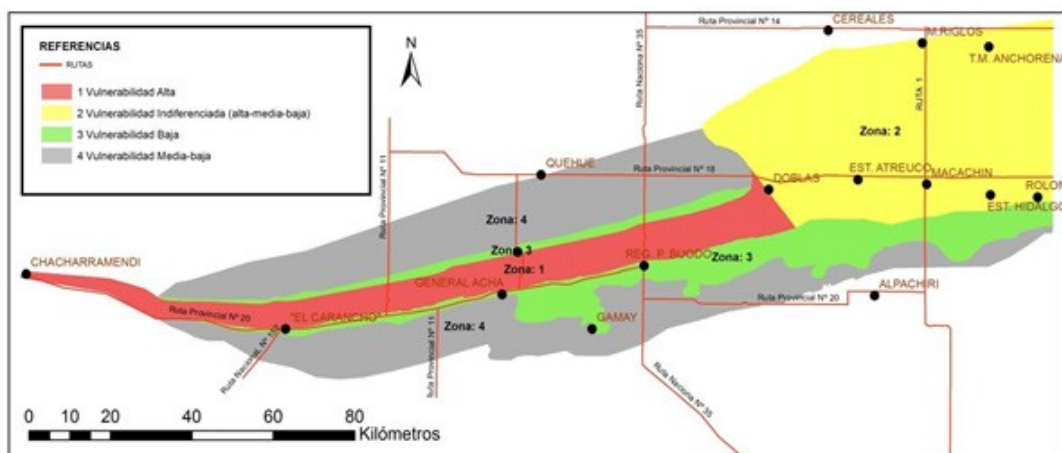 REFERENCIAS
RUTAS
1 Vulnerabilidad Alta
2 Vulnerabilidad Indiferenciada (alta-media-baja)
3 Vulnerabilidad Baja
4 Vulnerabilidad Media-baja
N
Ruta Provincial Nº 14
CEREALES
M.RIGLOS
T.M. ANCHORENA
Ruta Naciona Nº 35
RUTA 1
Zona: 2
Ruta Provincial Nº 11
QUEHUE
Ruta Provincial Nº 18
DOBLAS
EST. ATREUCO
MACACHIN
ROLON
EST. HIDALGO
Zona: 4
Zona: 3
Zona: 1
REG. P. BUODO
Zona: 3
CHACHARRAMENDI
GENERAL ACHA
Ruta Provincial Nº 20
"EL CARANCHO"
Zona: 4
GAMAY
Ruta Provincial Nº 20
ALPACHIRI
Ruta Nacional, Nº
Ruta Provincial Nº 11
Ruta Naciona Nº 35
0 10 20 40 60 80
Kilómetros